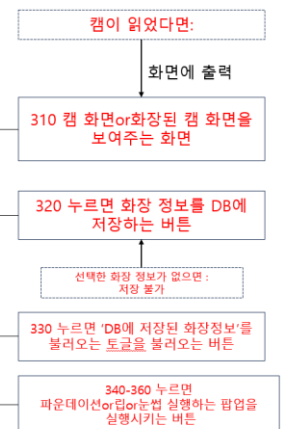 캠이 읽었다면:
화면에 출력
310 캠 화면or화장된 캠 화면을
보여주는 화면
320 누르면 화장 정보를 DB에
저장하는 버튼
선택한 화장 정보가 없으면 :
저장 불가
330 누르면 ‘DB에 저장된 화장정보’를
불러오는 토글을 불러오는 버튼
340-360 누르면
파운데이션or립or눈썹 실행하는 팝업을
실행시키는 버튼